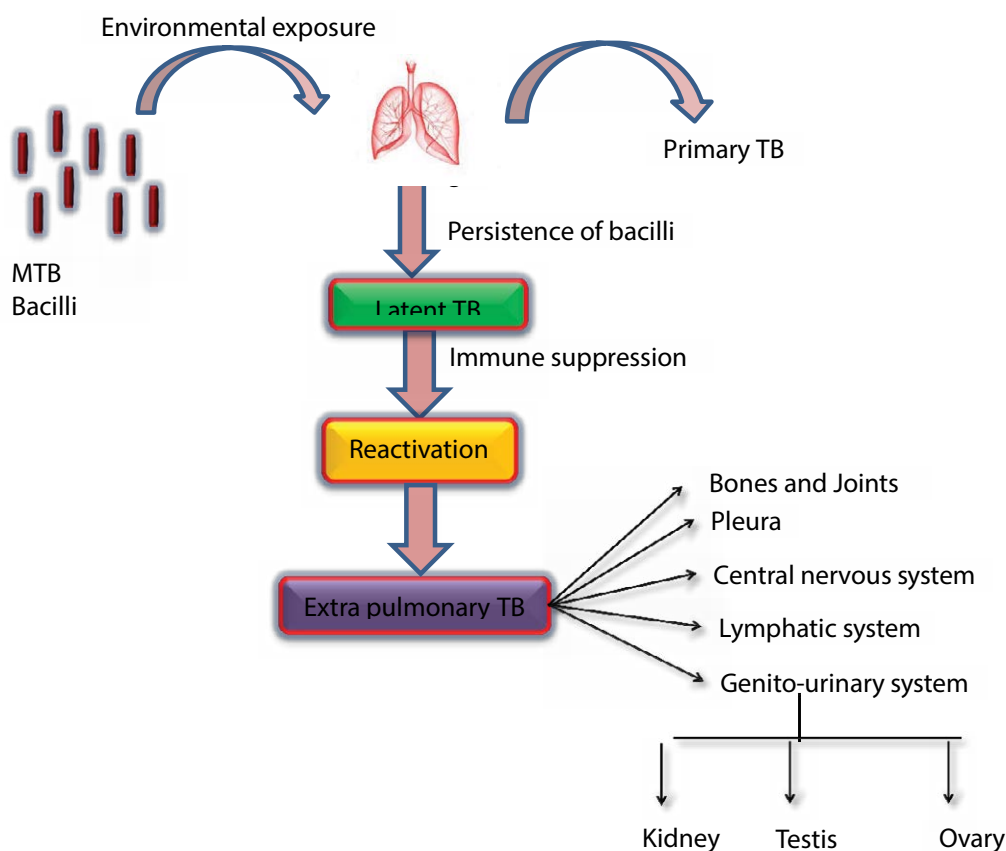 Environmental exposure
Primary TB
MTB
Bacilli
Persistence of bacilli
Latent TB
Immune suppression
Reactivation
Bones and Joints
Pleura
Central nervous system
Extra pulmonary TB
Lymphatic system
Genito-urinary system
Kidney
Testis
Ovary